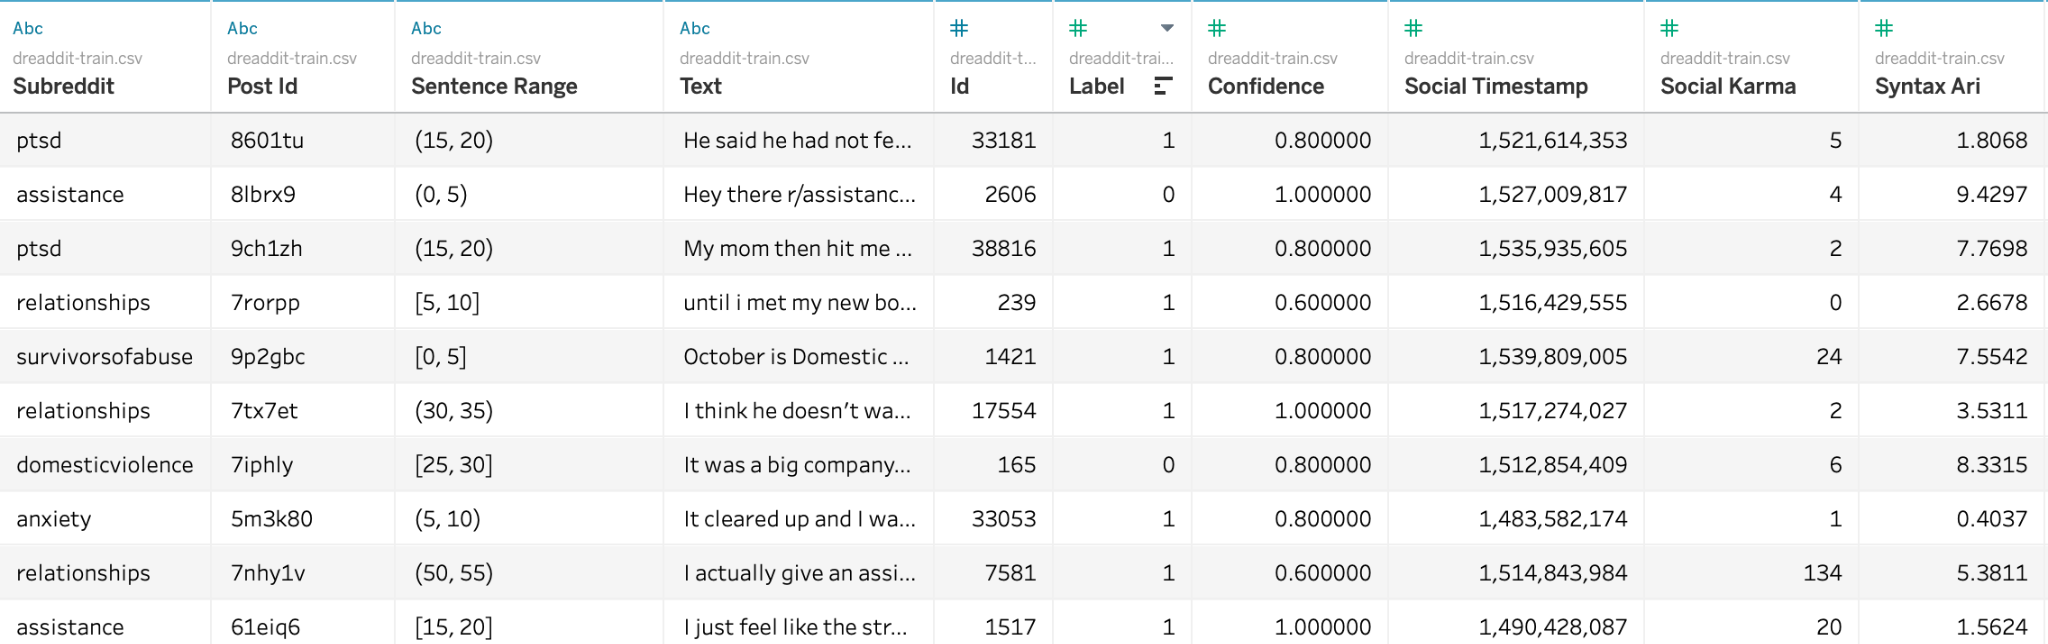 Abc Abc Abc Abc
dreaddit-train.csv dreaddit-train.csv dreaddit-train.csv dreaddit-train.csv dreaddit-t... dreaddit-trai... dreaddit-train.csv dreaddit-train.csv dreaddit-train.csv dreaddit-train.csv
Subreddit Post Id Sentence Range Text Id Label Confidence Social Timestamp Social Karma Syntax Ari
ptsd 8601tu (15, 20) He said he had not fe... 33181 1 0.800000 1,521,614,353 5 1.8068
assistance 8lbrx9 (0, 5) Hey there r/assistanc... 2606 0 1.000000 1,527,009,817 4 9.4297
ptsd 9ch1zh (15, 20) My mom then hit me ... 38816 1 0.800000 1,535,935,605 2 7.7698
relationships 7rorpp [5, 10] until i met my new bo... 239 1 0.600000 1,516,429,555 0 2.6678
survivorsofabuse 9p2gbc [0, 5] October is Domestic ... 1421 1 0.800000 1,539,809,005 24 7.5542
relationships 7tx7et (30, 35) I think he doesn’t wa... 17554 1 1.000000 1,517,274,027 2 3.5311
domesticviolence 7iphly [25, 30] It was a big company... 165 0 0.800000 1,512,854,409 6 8.3315
anxiety 5m3k80 (5, 10) It cleared up and I wa... 33053 1 0.800000 1,483,582,174 1 0.4037
relationships 7nhy1v (50, 55) I actually give an assi... 7581 1 0.600000 1,514,843,984 134 5.3811
assistance 61eiq6 [15, 20] I just feel like the str... 1517 1 1.000000 1,490,428,087 20 1.5624